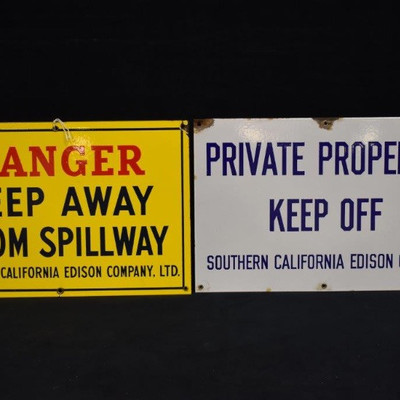 ANGER
EEP AWAY
OM SPILLWAY
CALIFORNIA EDISON COMPANY, LTD.
PRIVATE PROPE
KEEP OFF
SOUTHERN CALIFORNIA EDISON